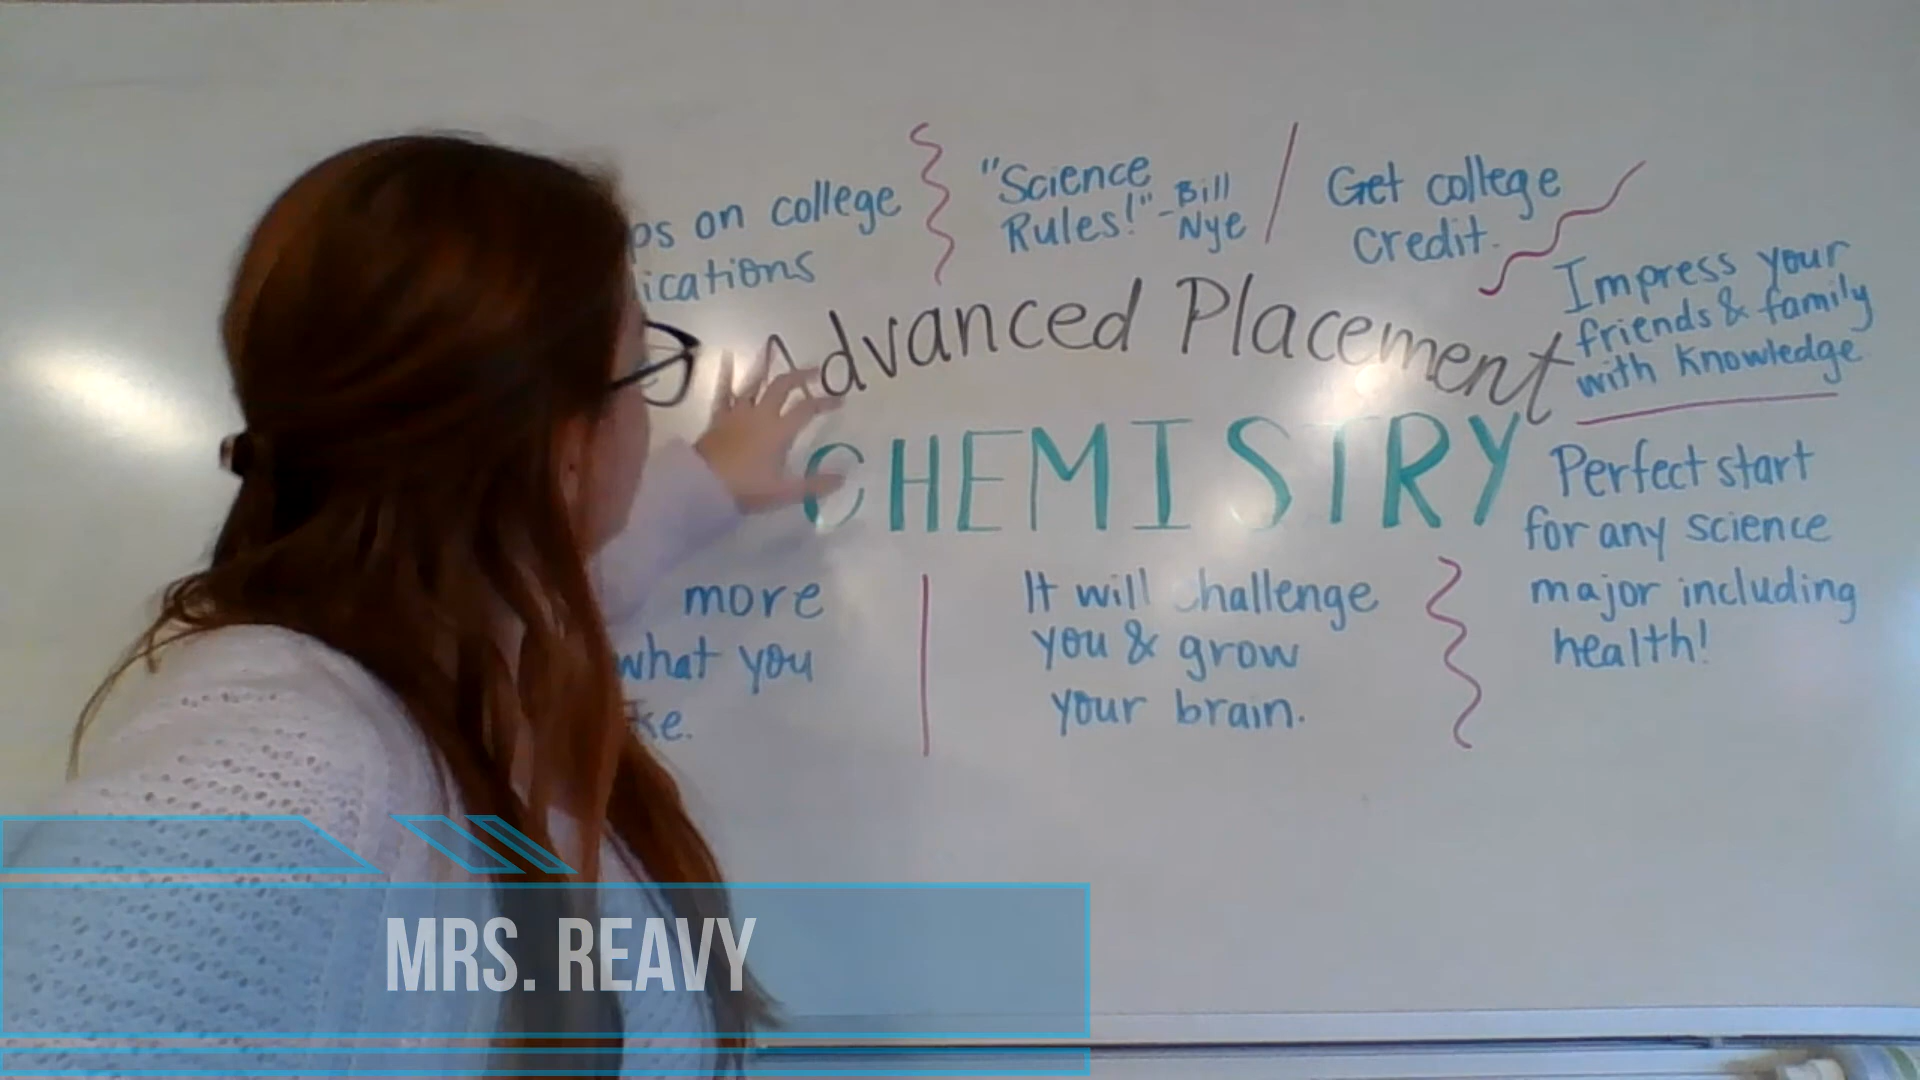 on college
"Science
Rules!" -Bill
Nye
Get college
credit.
Impress your
friends & family
with knowledge
Advanced Placement
CHEMISTRY
Perfect start
for any science
major including
health!
more
what you
It will challenge
you & grow
your brain.
MRS. REAVY